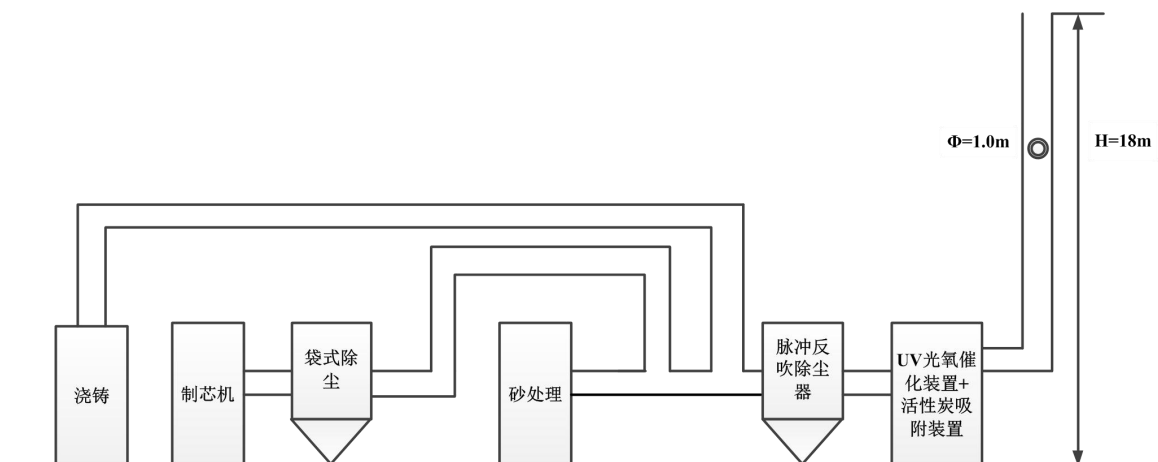 Φ=1.0m
H=18m
浇铸
制芯机
袋式除
尘
砂处理
脉冲反
吹除尘
器
UV光氧催
化装置+
活性炭吸
附装置